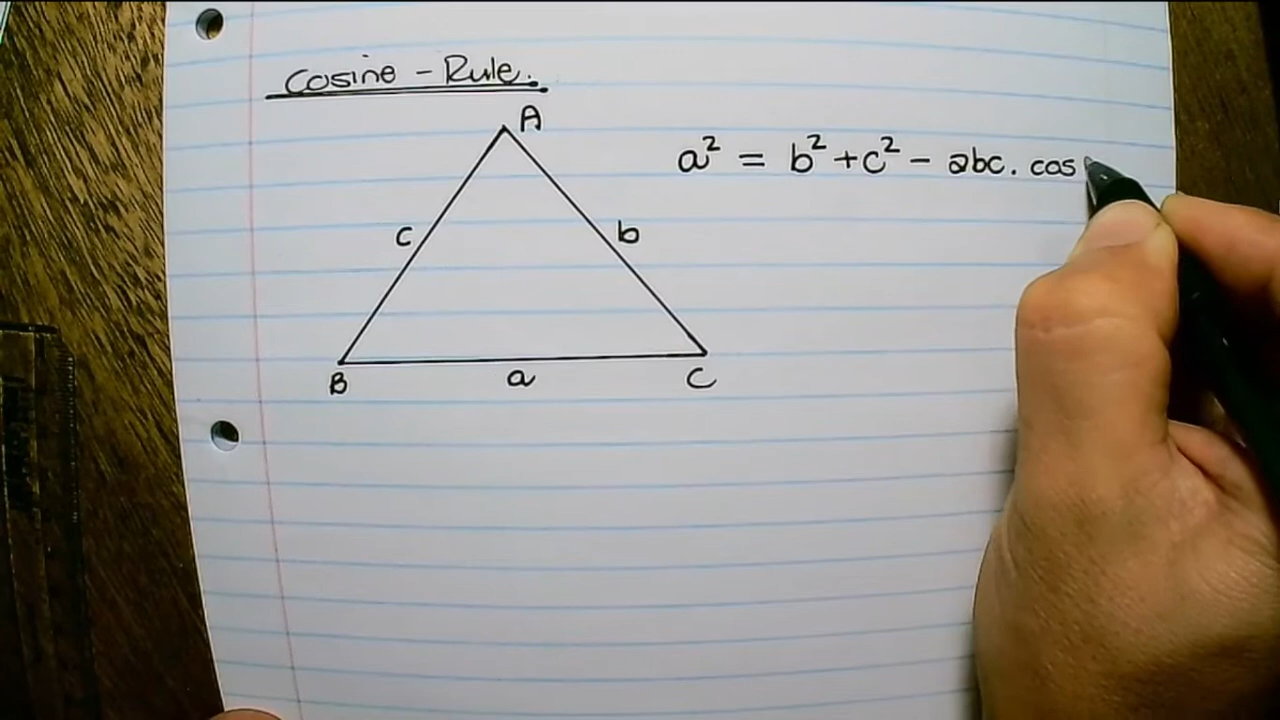 Cosine - Rule.
A
a² = b² + c² - 2bc. cos
c
b
B
a
C